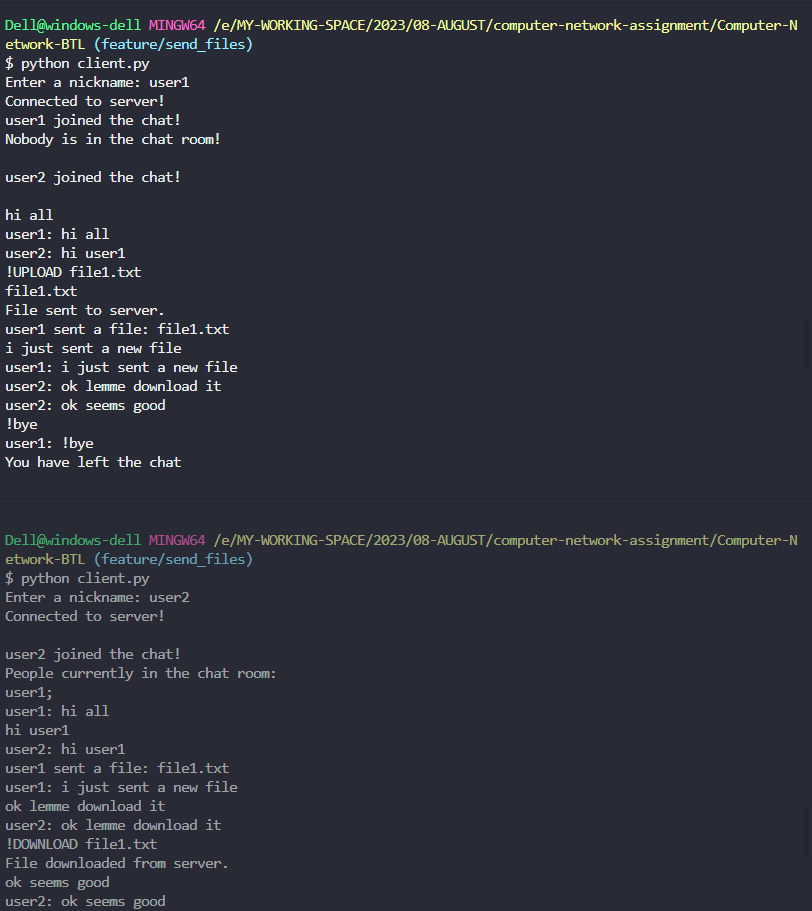 Dell@windows-dell MINGW64 /e/MY-WORKING-SPACE/2023/08-AUGUST/computer-network-assignment/Computer-N
etwork-BTL (feature/send_files)
$ python client.py
Enter a nickname: user1
Connected to server!
user1 joined the chat!
Nobody is in the chat room!
user2 joined the chat!
hi all
user1: hi all
user2: hi user1
!UPLOAD file1.txt
file1.txt
File sent to server.
user1 sent a file: file1.txt
i just sent a new file
user1: i just sent a new file
user2: ok lemme download it
user2: ok seems good
!bye
user1: !bye
You have left the chat
Dell@windows-dell MINGW64 /e/MY-WORKING-SPACE/2023/08-AUGUST/computer-network-assignment/Computer-N
etwork-BTL (feature/send_files)
$ python client.py
Enter a nickname: user2
Connected to server!
user2 joined the chat!
People currently in the chat room:
user1;
user1: hi all
hi user1
user2: hi user1
user1 sent a file: file1.txt
user1: i just sent a new file
ok lemme download it
user2: ok lemme download it
!DOWNLOAD file1.txt
File downloaded from server.
ok seems good
user2: ok seems good